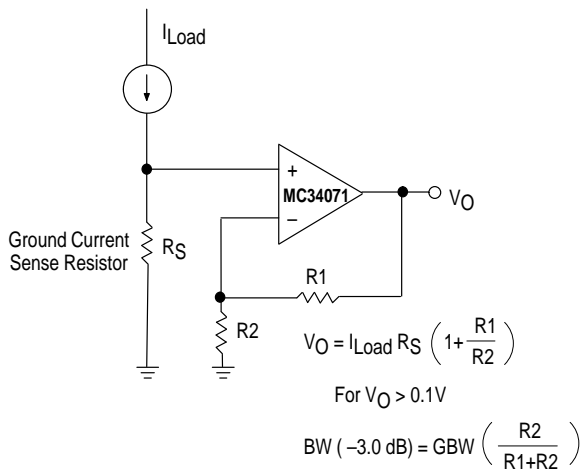 I Load
+
MC34071
−
VO
Ground Current
Sense Resistor
RS
R1
R2
VO = ILoad RS ( 1+ R1 / R2 )
For VO > 0.1V
BW ( −3.0 dB) = GBW ( R2 / R1+R2 )